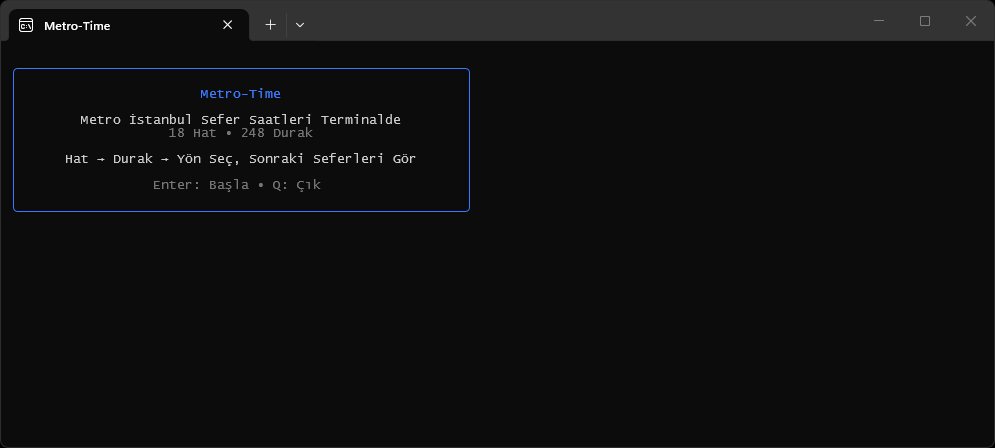 Metro-Time
Metro-Time
Metro İstanbul Sefer Saatleri Terminalde
18 Hat • 248 Durak
Hat → Durak → Yön Seç, Sonraki Seferleri Gör
Enter: Başla • Q: Çık